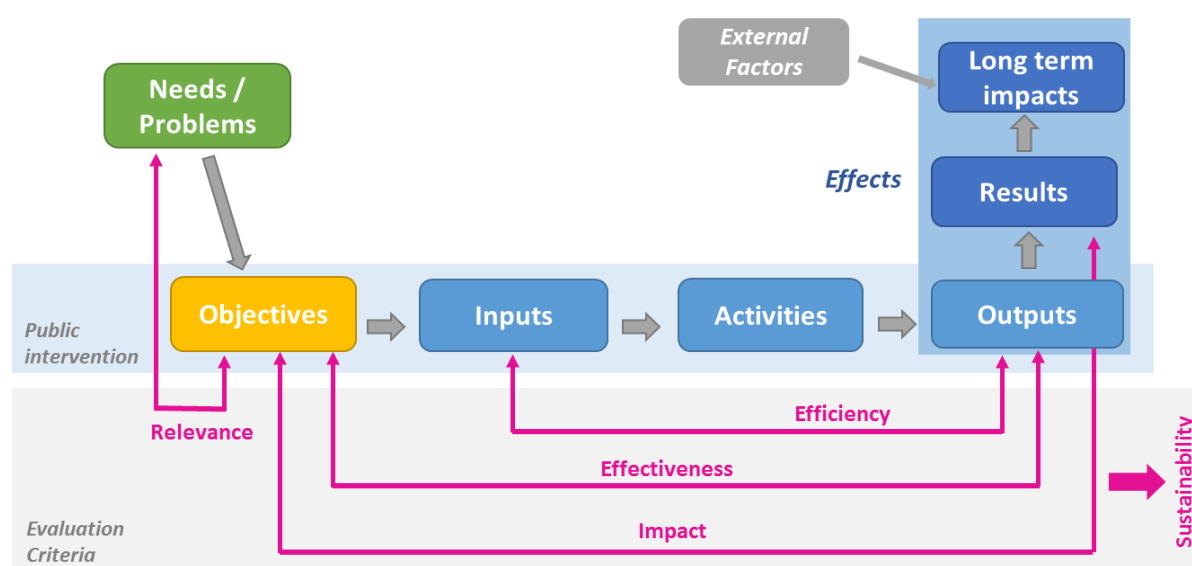 External
Factors
Long term
impacts
Needs /
Problems
Effects
Results
Objectives
Inputs
Activities
Outputs
Public
intervention
Efficiency
Relevance
Effectiveness
Sustainability
Impact
Evaluation
Criteria